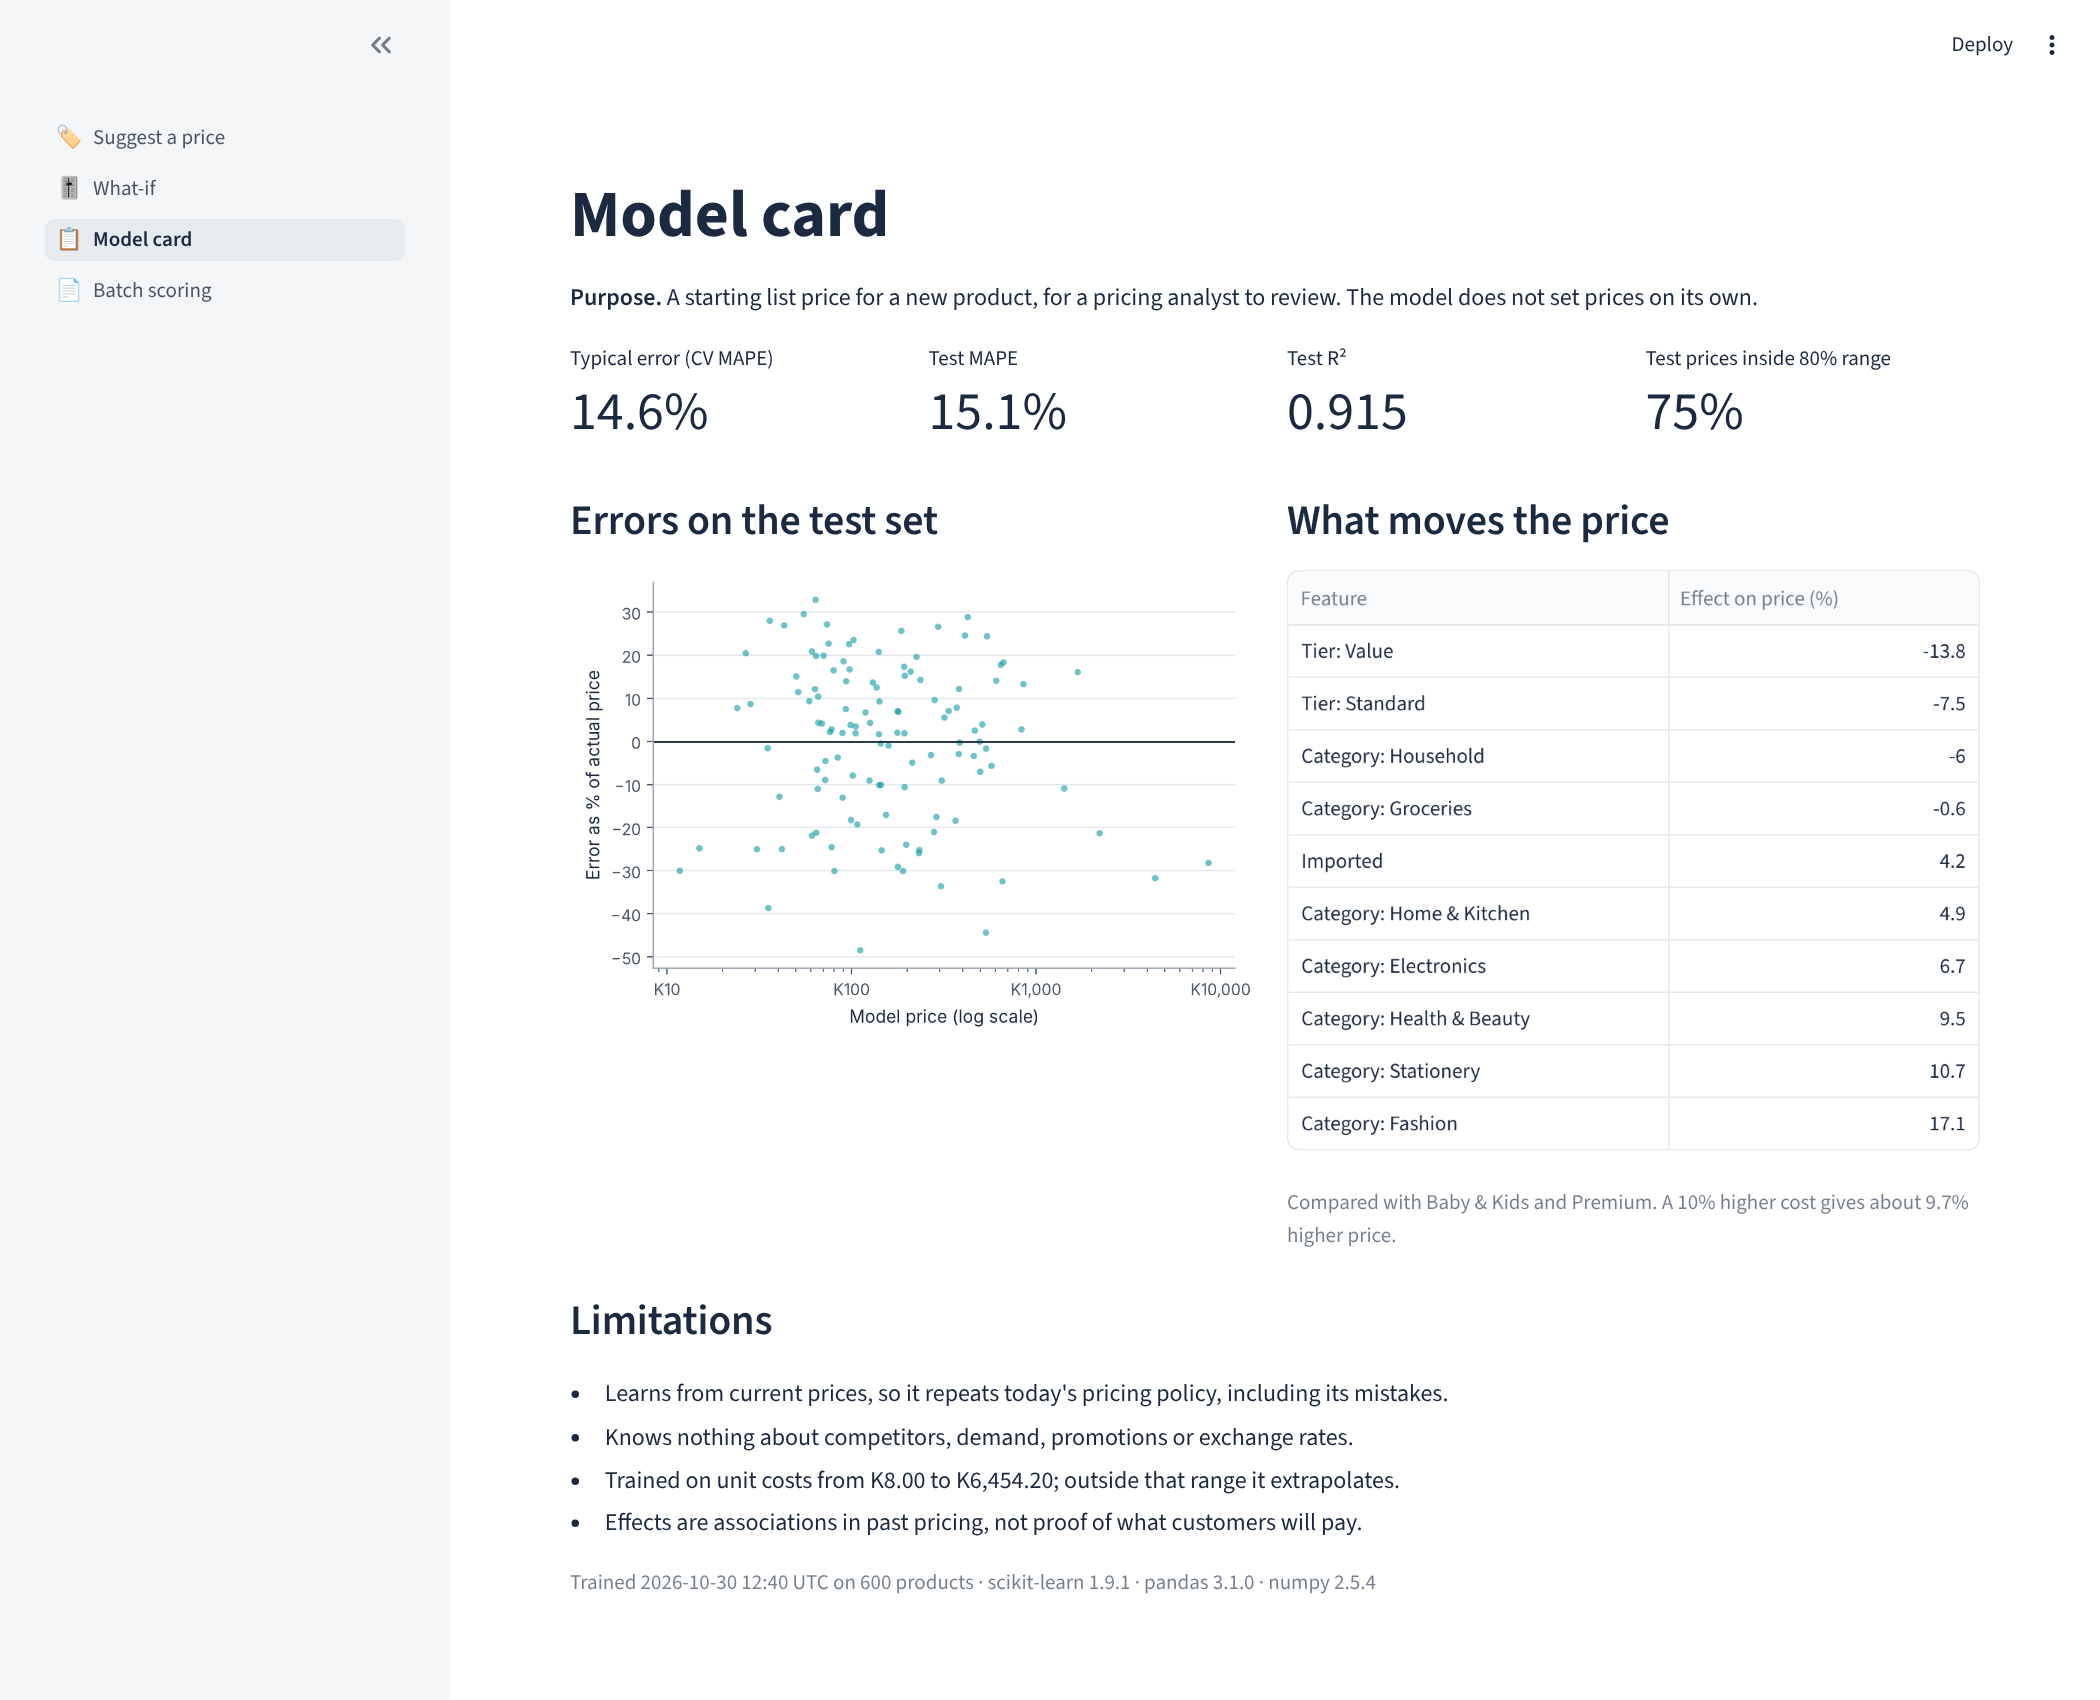 Deploy
Suggest a price
What-if
Model card
Batch scoring
Model card
Purpose. A starting list price for a new product, for a pricing analyst to review. The model does not set prices on its own.
Typical error (CV MAPE)
14.6%
Test MAPE
15.1%
Test R²
0.915
Test prices inside 80% range
75%
Errors on the test set
Error as % of actual price
30
20
10
0
−10
−20
−30
−40
−50
K10
K100
K1,000
K10,000
Model price (log scale)
What moves the price
Feature Effect on price (%)
Tier: Value -13.8
Tier: Standard -7.5
Category: Household -6
Category: Groceries -0.6
Imported 4.2
Category: Home & Kitchen 4.9
Category: Electronics 6.7
Category: Health & Beauty 9.5
Category: Stationery 10.7
Category: Fashion 17.1
Compared with Baby & Kids and Premium. A 10% higher cost gives about 9.7%
higher price.
Limitations
• Learns from current prices, so it repeats today's pricing policy, including its mistakes.
• Knows nothing about competitors, demand, promotions or exchange rates.
• Trained on unit costs from K8.00 to K6,454.20; outside that range it extrapolates.
• Effects are associations in past pricing, not proof of what customers will pay.
Trained 2026-10-30 12:40 UTC on 600 products · scikit-learn 1.9.1 · pandas 3.1.0 · numpy 2.5.4